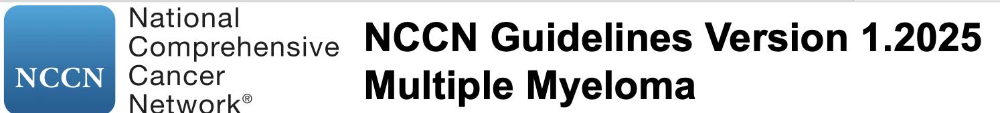 NCCN
National
Comprehensive
Cancer
Network®
NCCN Guidelines Version 1.2025
Multiple Myeloma